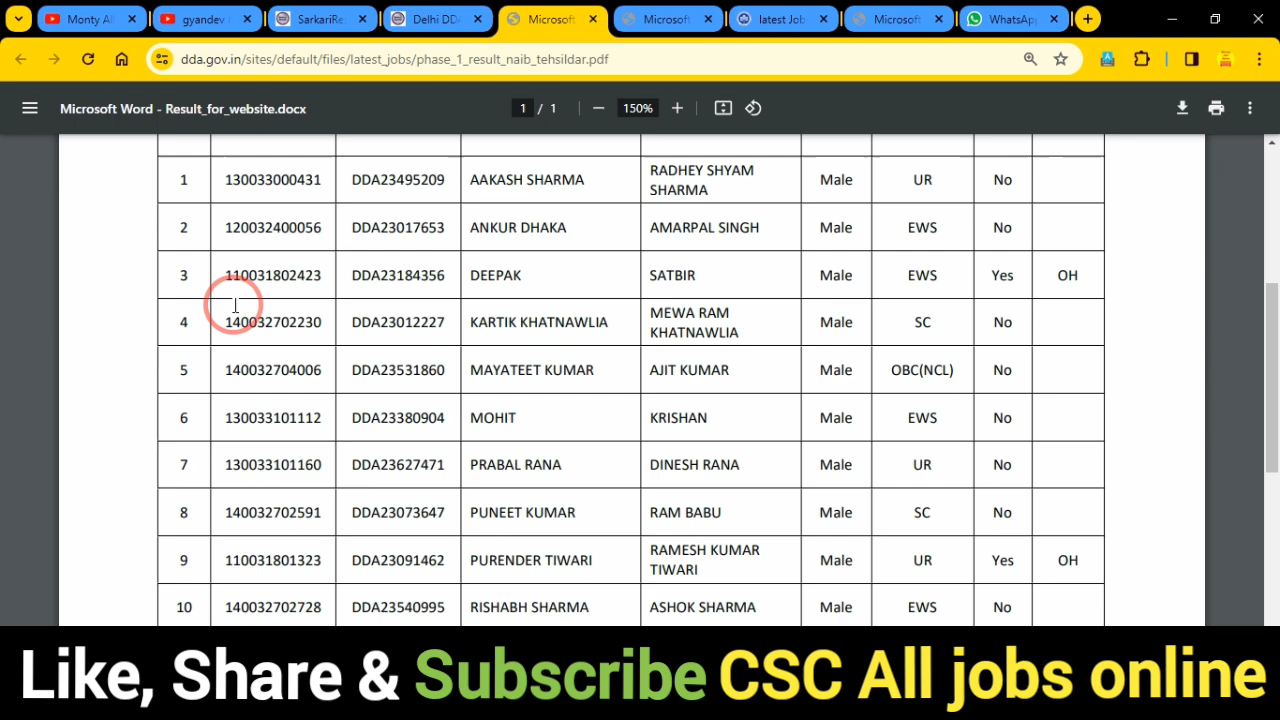 Monty Al
gyandev
SarkariRe
Delhi DD
Microsof
Microsof
latest Job
Microsof
WhatsAp
dda.gov.in/sites/default/files/latest_jobs/phase_1_result_naib_tehsildar.pdf
Microsoft Word - Result_for_website.docx
1 / 1
150%
1 130033000431 DDA23495209 AAKASH SHARMA RADHEY SHYAM SHARMA Male UR No
2 120032400056 DDA23017653 ANKUR DHAKA AMARPAL SINGH Male EWS No
3 110031802423 DDA23184356 DEEPAK SATBIR Male EWS Yes OH
4 140032702230 DDA23012227 KARTIK KHATNAWLIA MEWA RAM KHATNAWLIA Male SC No
5 140032704006 DDA23531860 MAYATEET KUMAR AJIT KUMAR Male OBC(NCL) No
6 130033101112 DDA23380904 MOHIT KRISHAN Male EWS No
7 130033101160 DDA23627471 PRABAL RANA DINESH RANA Male UR No
8 140032702591 DDA23073647 PUNEET KUMAR RAM BABU Male SC No
9 110031801323 DDA23091462 PURENDER TIWARI RAMESH KUMAR TIWARI Male UR Yes OH
10 140032702728 DDA23540995 RISHABH SHARMA ASHOK SHARMA Male EWS No
Like, Share & Subscribe CSC All jobs online